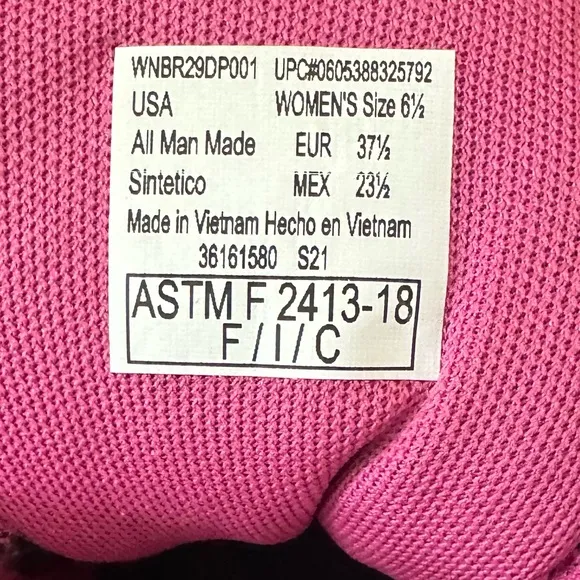 WNBR29DP001 UPC#0605388325792
USA WOMEN'S Size 6½
All Man Made EUR 37½
Sintetico MEX 23½
Made in Vietnam Hecho en Vietnam
36161580 S21
ASTM F 2413-18
F / I / C